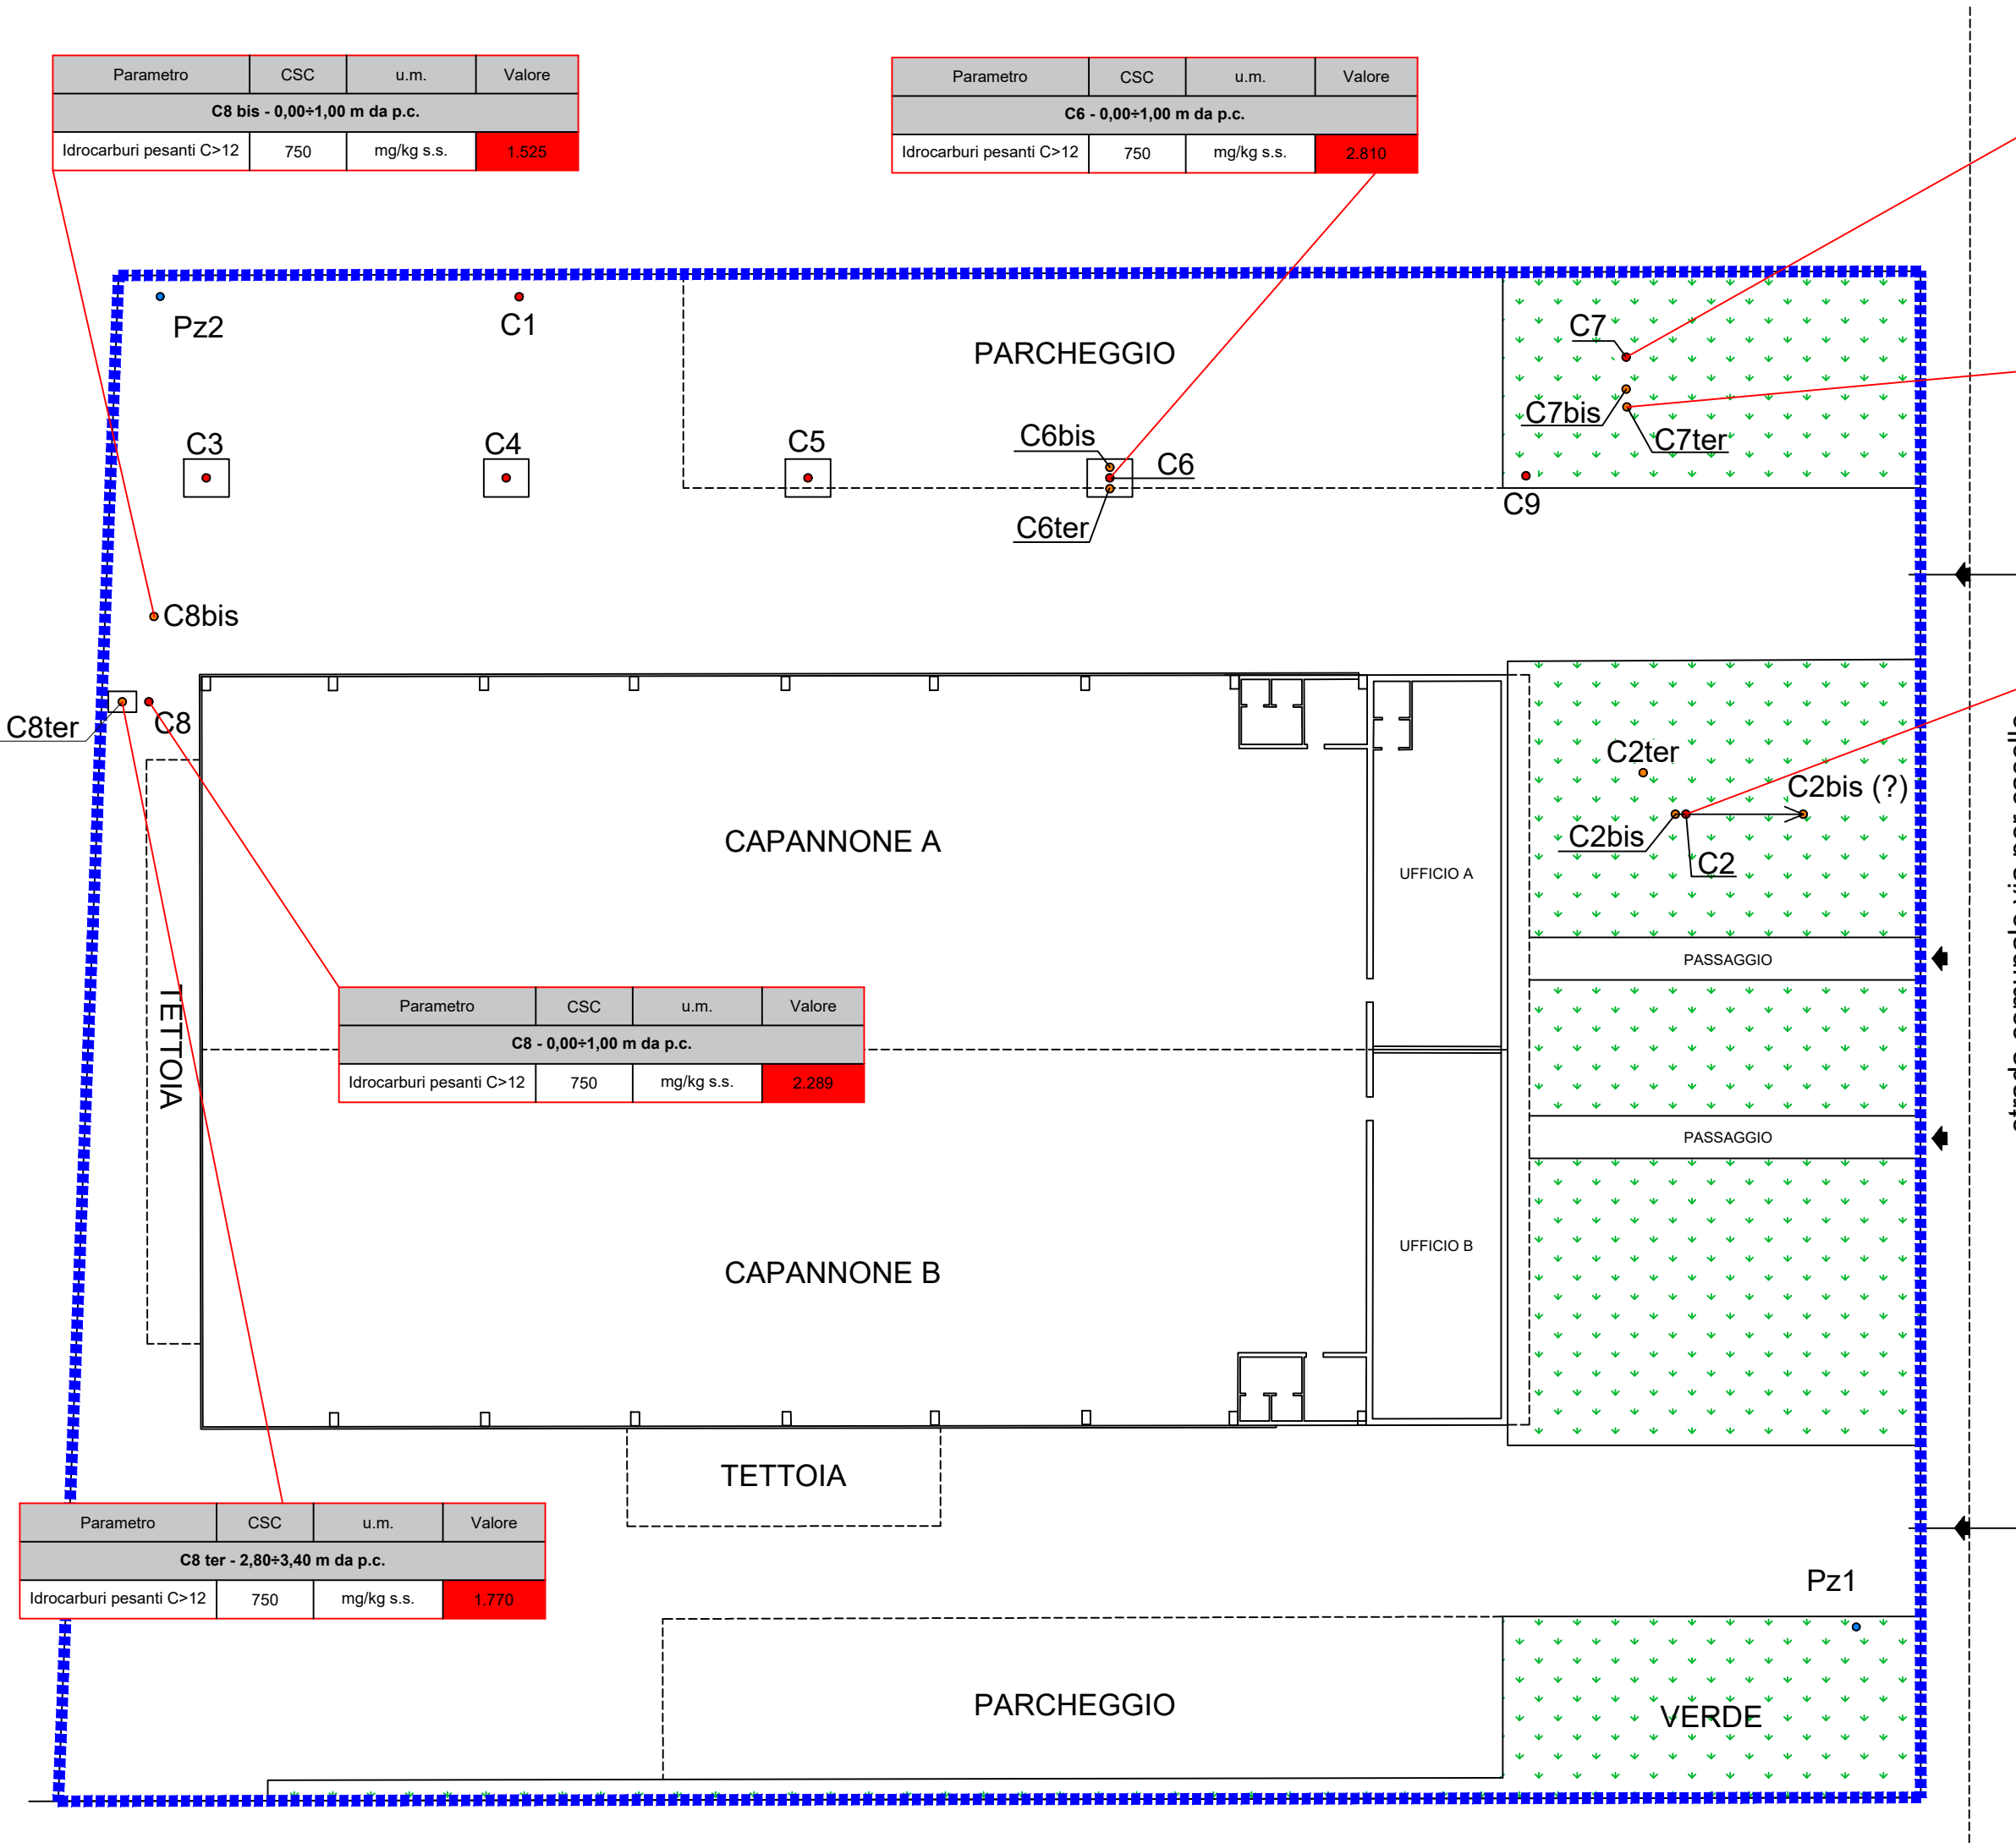 Parametro CSC u.m. Valore
C8 bis - 0,00÷1,00 m da p.c.
Idrocarburi pesanti C>12 750 mg/kg s.s. 1.525
Parametro CSC u.m. Valore
C6 - 0,00÷1,00 m da p.c.
Idrocarburi pesanti C>12 750 mg/kg s.s. 2.810
Pz2
C1
PARCHEGGIO
C7
C7bis
C7ter
C3
C4
C5
C6bis
C6
C6ter
C9
C8bis
C8ter
C8
C2ter
C2bis (?)
C2bis
C2
CAPANNONE A
UFFICIO A
PASSAGGIO
TETTOIA
Parametro CSC u.m. Valore
C8 - 0,00÷1,00 m da p.c.
Idrocarburi pesanti C>12 750 mg/kg s.s. 2.289
PASSAGGIO
CAPANNONE B
UFFICIO B
TETTOIA
Parametro CSC u.m. Valore
C8 ter - 2,80÷3,40 m da p.c.
Idrocarburi pesanti C>12 750 mg/kg s.s. 1.770
Pz1
PARCHEGGIO
VERDE